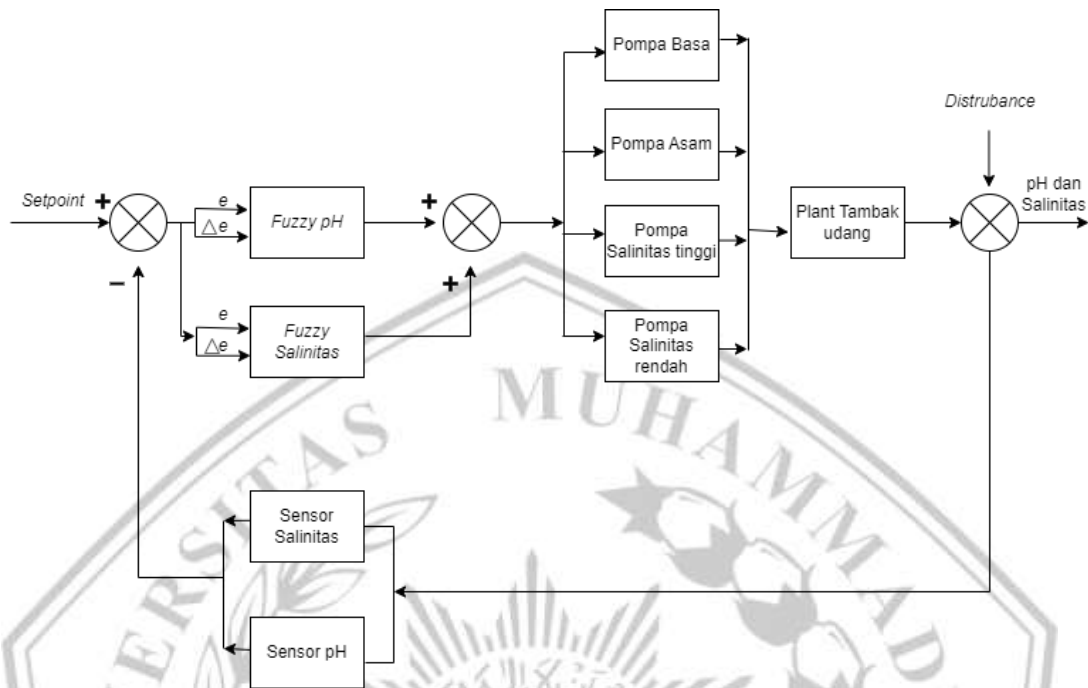 Pompa Basa
Distrubance
Pompa Asam
Setpoint
+
e
△e
Fuzzy pH
+
Pompa
Salinitas tinggi
Plant Tambak
udang
pH dan
Salinitas
−
+
e
△e
Fuzzy
Salinitas
Pompa
Salinitas
rendah
Sensor
Salinitas
Sensor pH
ERSITAS MUHAMMAD